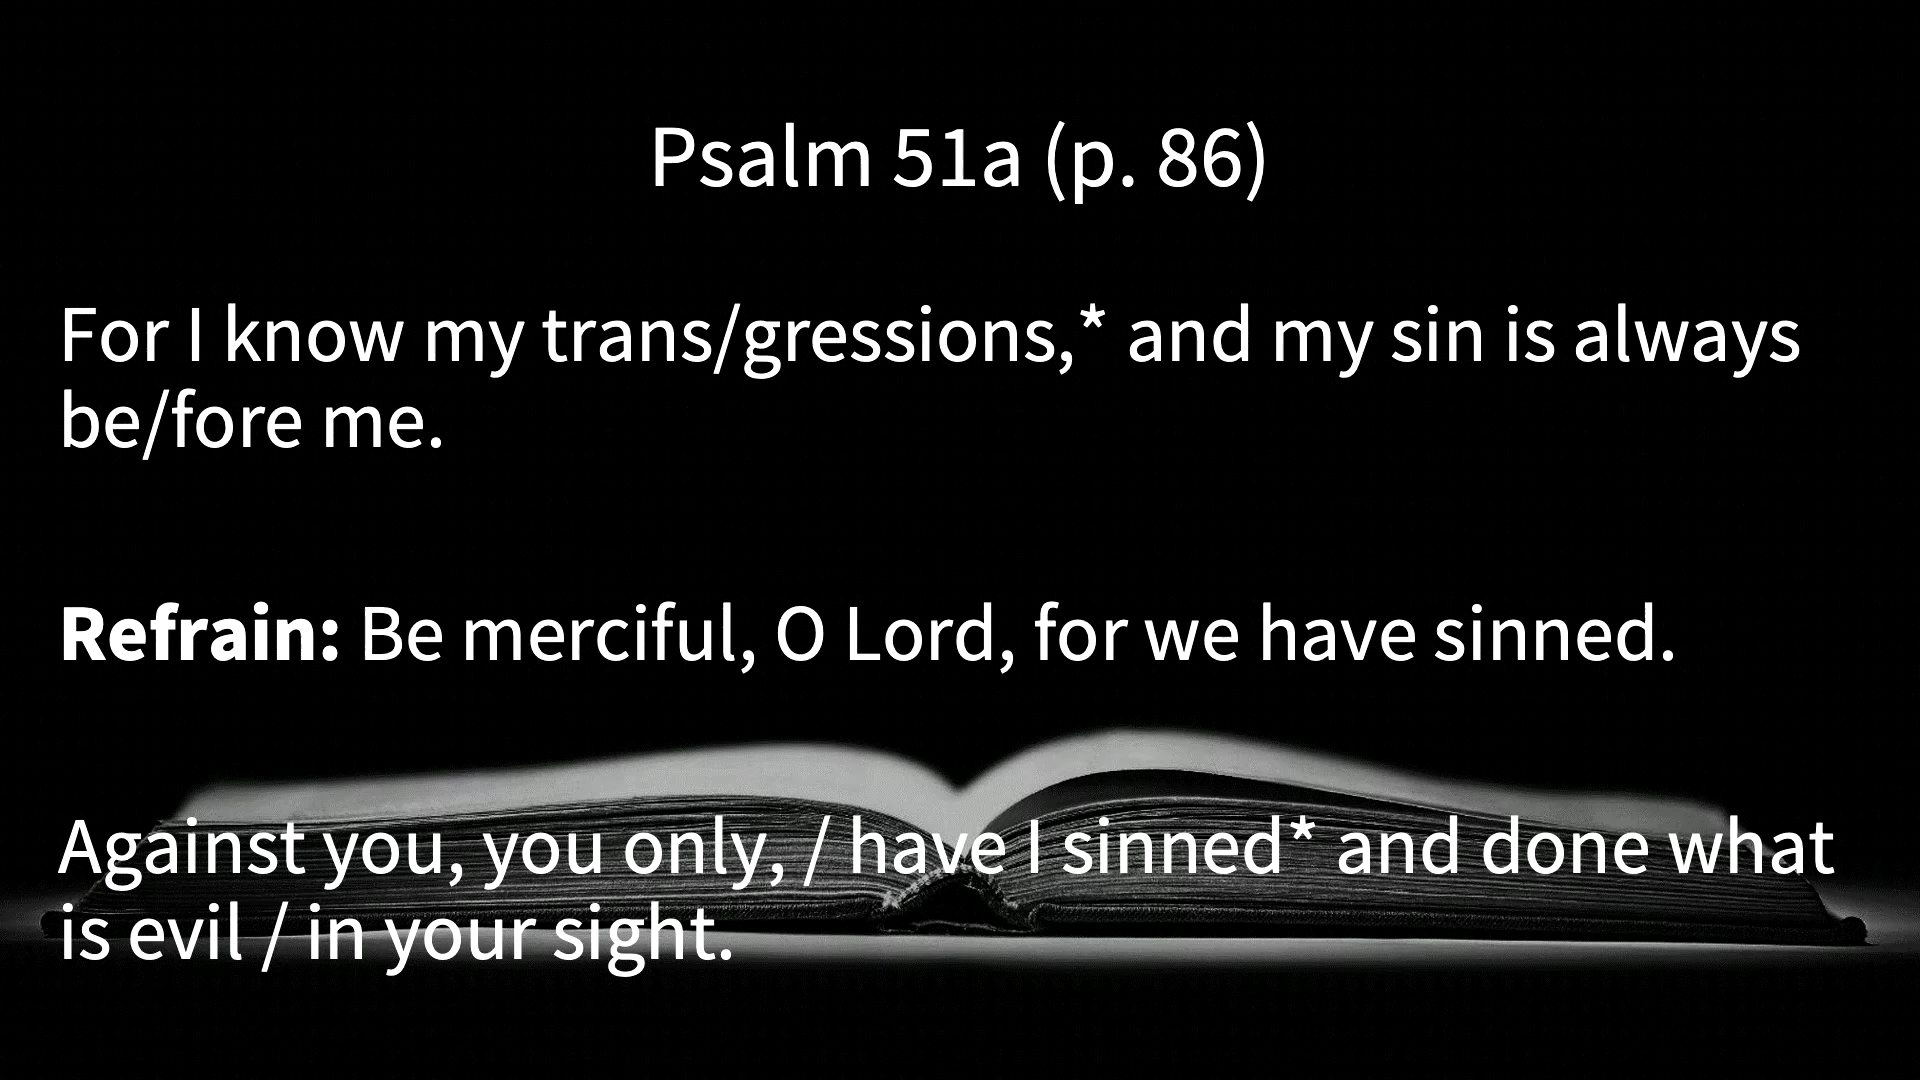 Psalm 51a (p. 86)
For I know my trans/gressions,* and my sin is always
be/fore me.
Refrain: Be merciful, O Lord, for we have sinned.
Against you, you only, / have I sinned* and done what
is evil / in your sight.